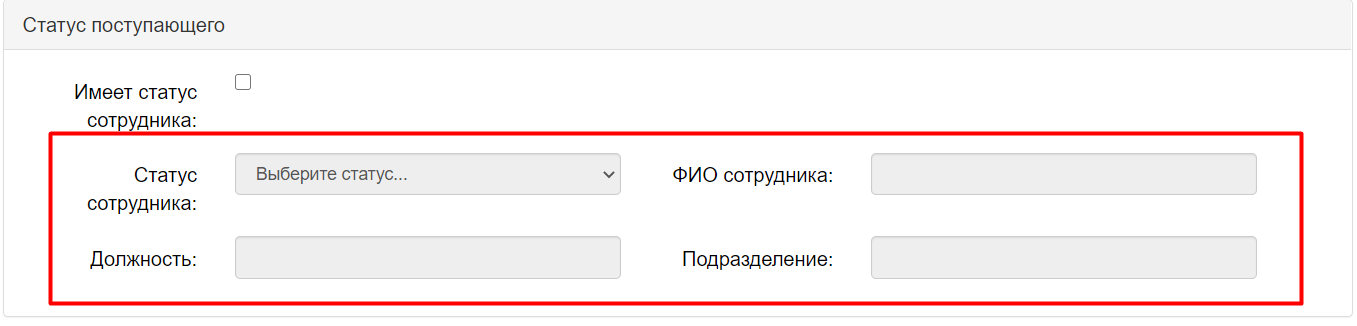 Статус поступающего
Имеет статус
сотрудника:
Статус
сотрудника:
Выберите статус...
ФИО сотрудника:
Должность:
Подразделение: